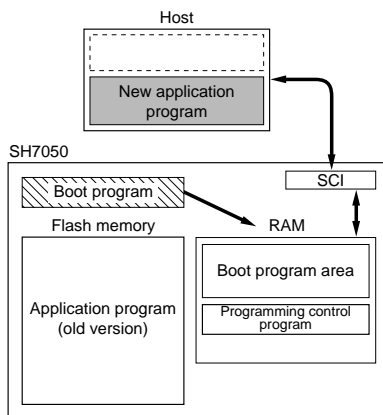 Host
New application
program
SH7050
SCI
Boot program
Flash memory
RAM
Application program
(old version)
Boot program area
Programming control
program